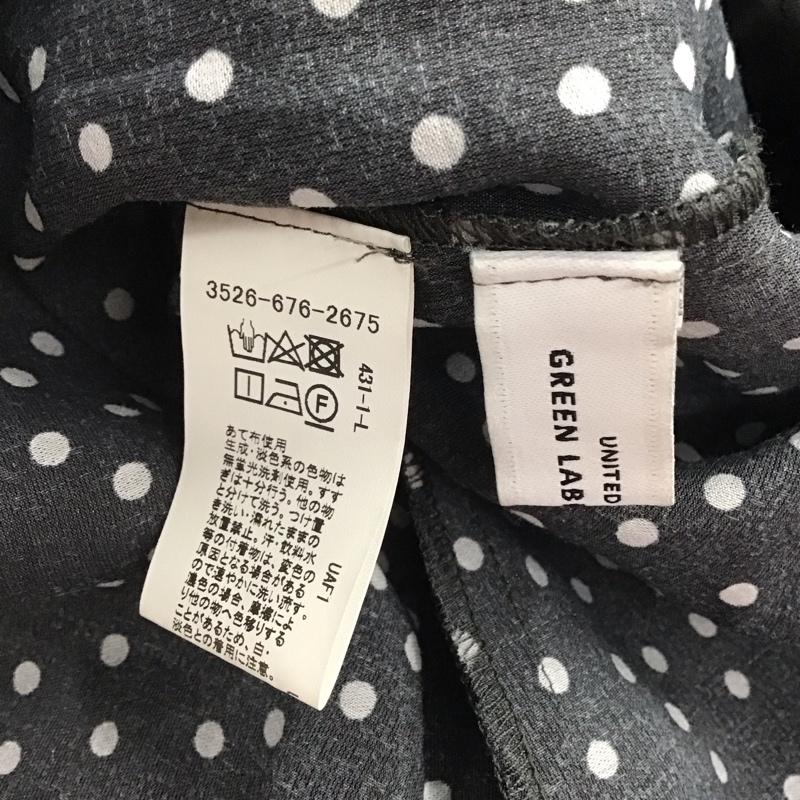 3526-676-2675
431-1-L
F
あて布使用
生成・淡色系の色物は
無蛍光洗剤使用。すす
ぎは十分行う。他の物
と分けて洗う。つけ置
き洗い・濡れたままの
放置禁止。汗・飲料水
等の付着物は、変色の
原因となる場合がある
ので速やかに洗い流す。
濃色の場合、摩擦によ
り他の物へ色移りする
ことがあるため、白・
淡色との着用に注意。
UAF1
UNITED
GREEN LAB